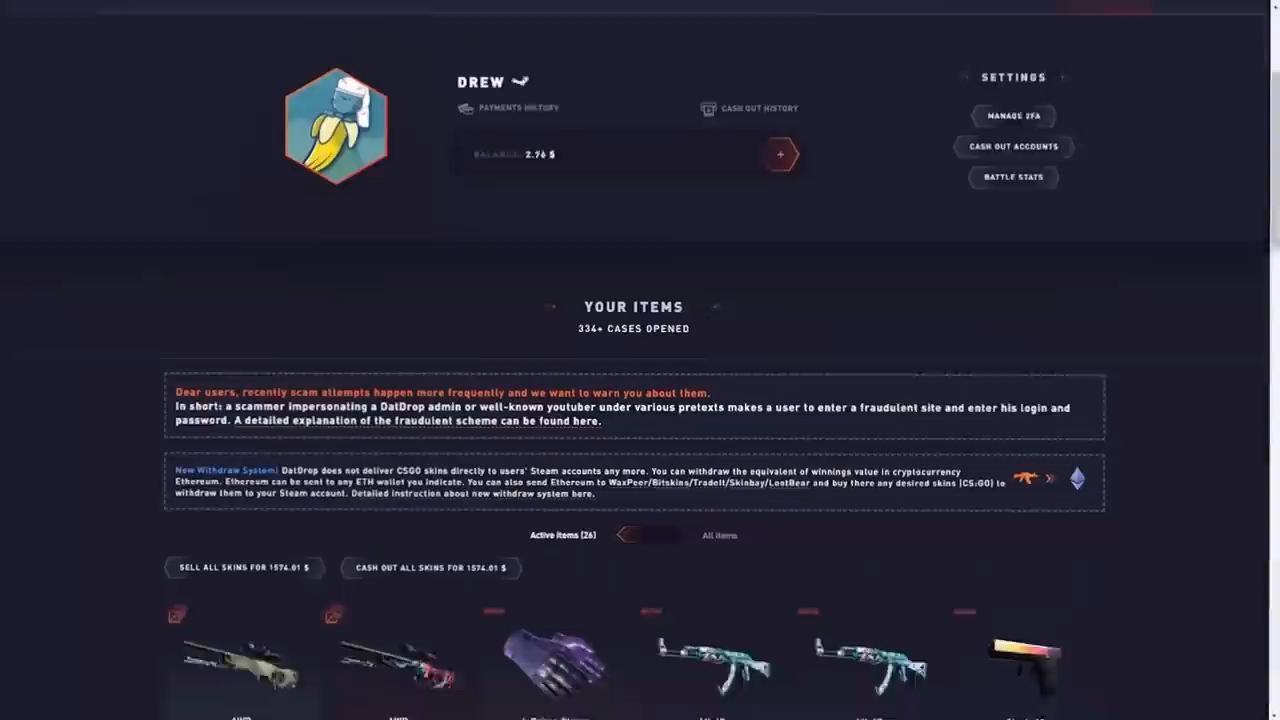 DREW
SETTINGS
PAYMENTS HISTORY
CASH OUT HISTORY
MANAGE 2FA
CASH OUT ACCOUNTS
BALANCE: 2.76 $
+
BATTLE STATS
YOUR ITEMS
334+ CASES OPENED
Dear users, recently scam attempts happen more frequently and we want to warn you about them.
In short: a scammer impersonating a DatDrop admin or well-known youtuber under various pretexts makes a user to enter a fraudulent site and enter his login and
password. A detailed explanation of the fraudulent scheme can be found here.
New Withdraw System! DatDrop does not deliver CSGO skins directly to users' Steam accounts any more. You can withdraw the equivalent of winnings value in cryptocurrency
Ethereum. Ethereum can be sent to any ETH wallet you indicate. You can also send Ethereum to WaxPeer/Bitskins/TradeIt/Skinbay/LootBear and buy there any desired skins (CS:GO) to
withdraw them to your Steam account. Detailed instruction about new withdraw system here.
Active items (26)
All items
SELL ALL SKINS FOR 1574.01 $
CASH OUT ALL SKINS FOR 1574.01 $